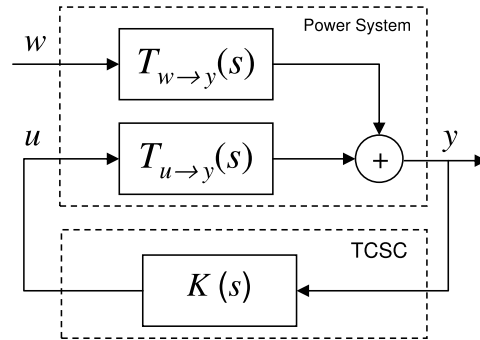 Power System
w
T_{w→y}(s)
u
T_{u→y}(s)
+
y
TCSC
K (s)